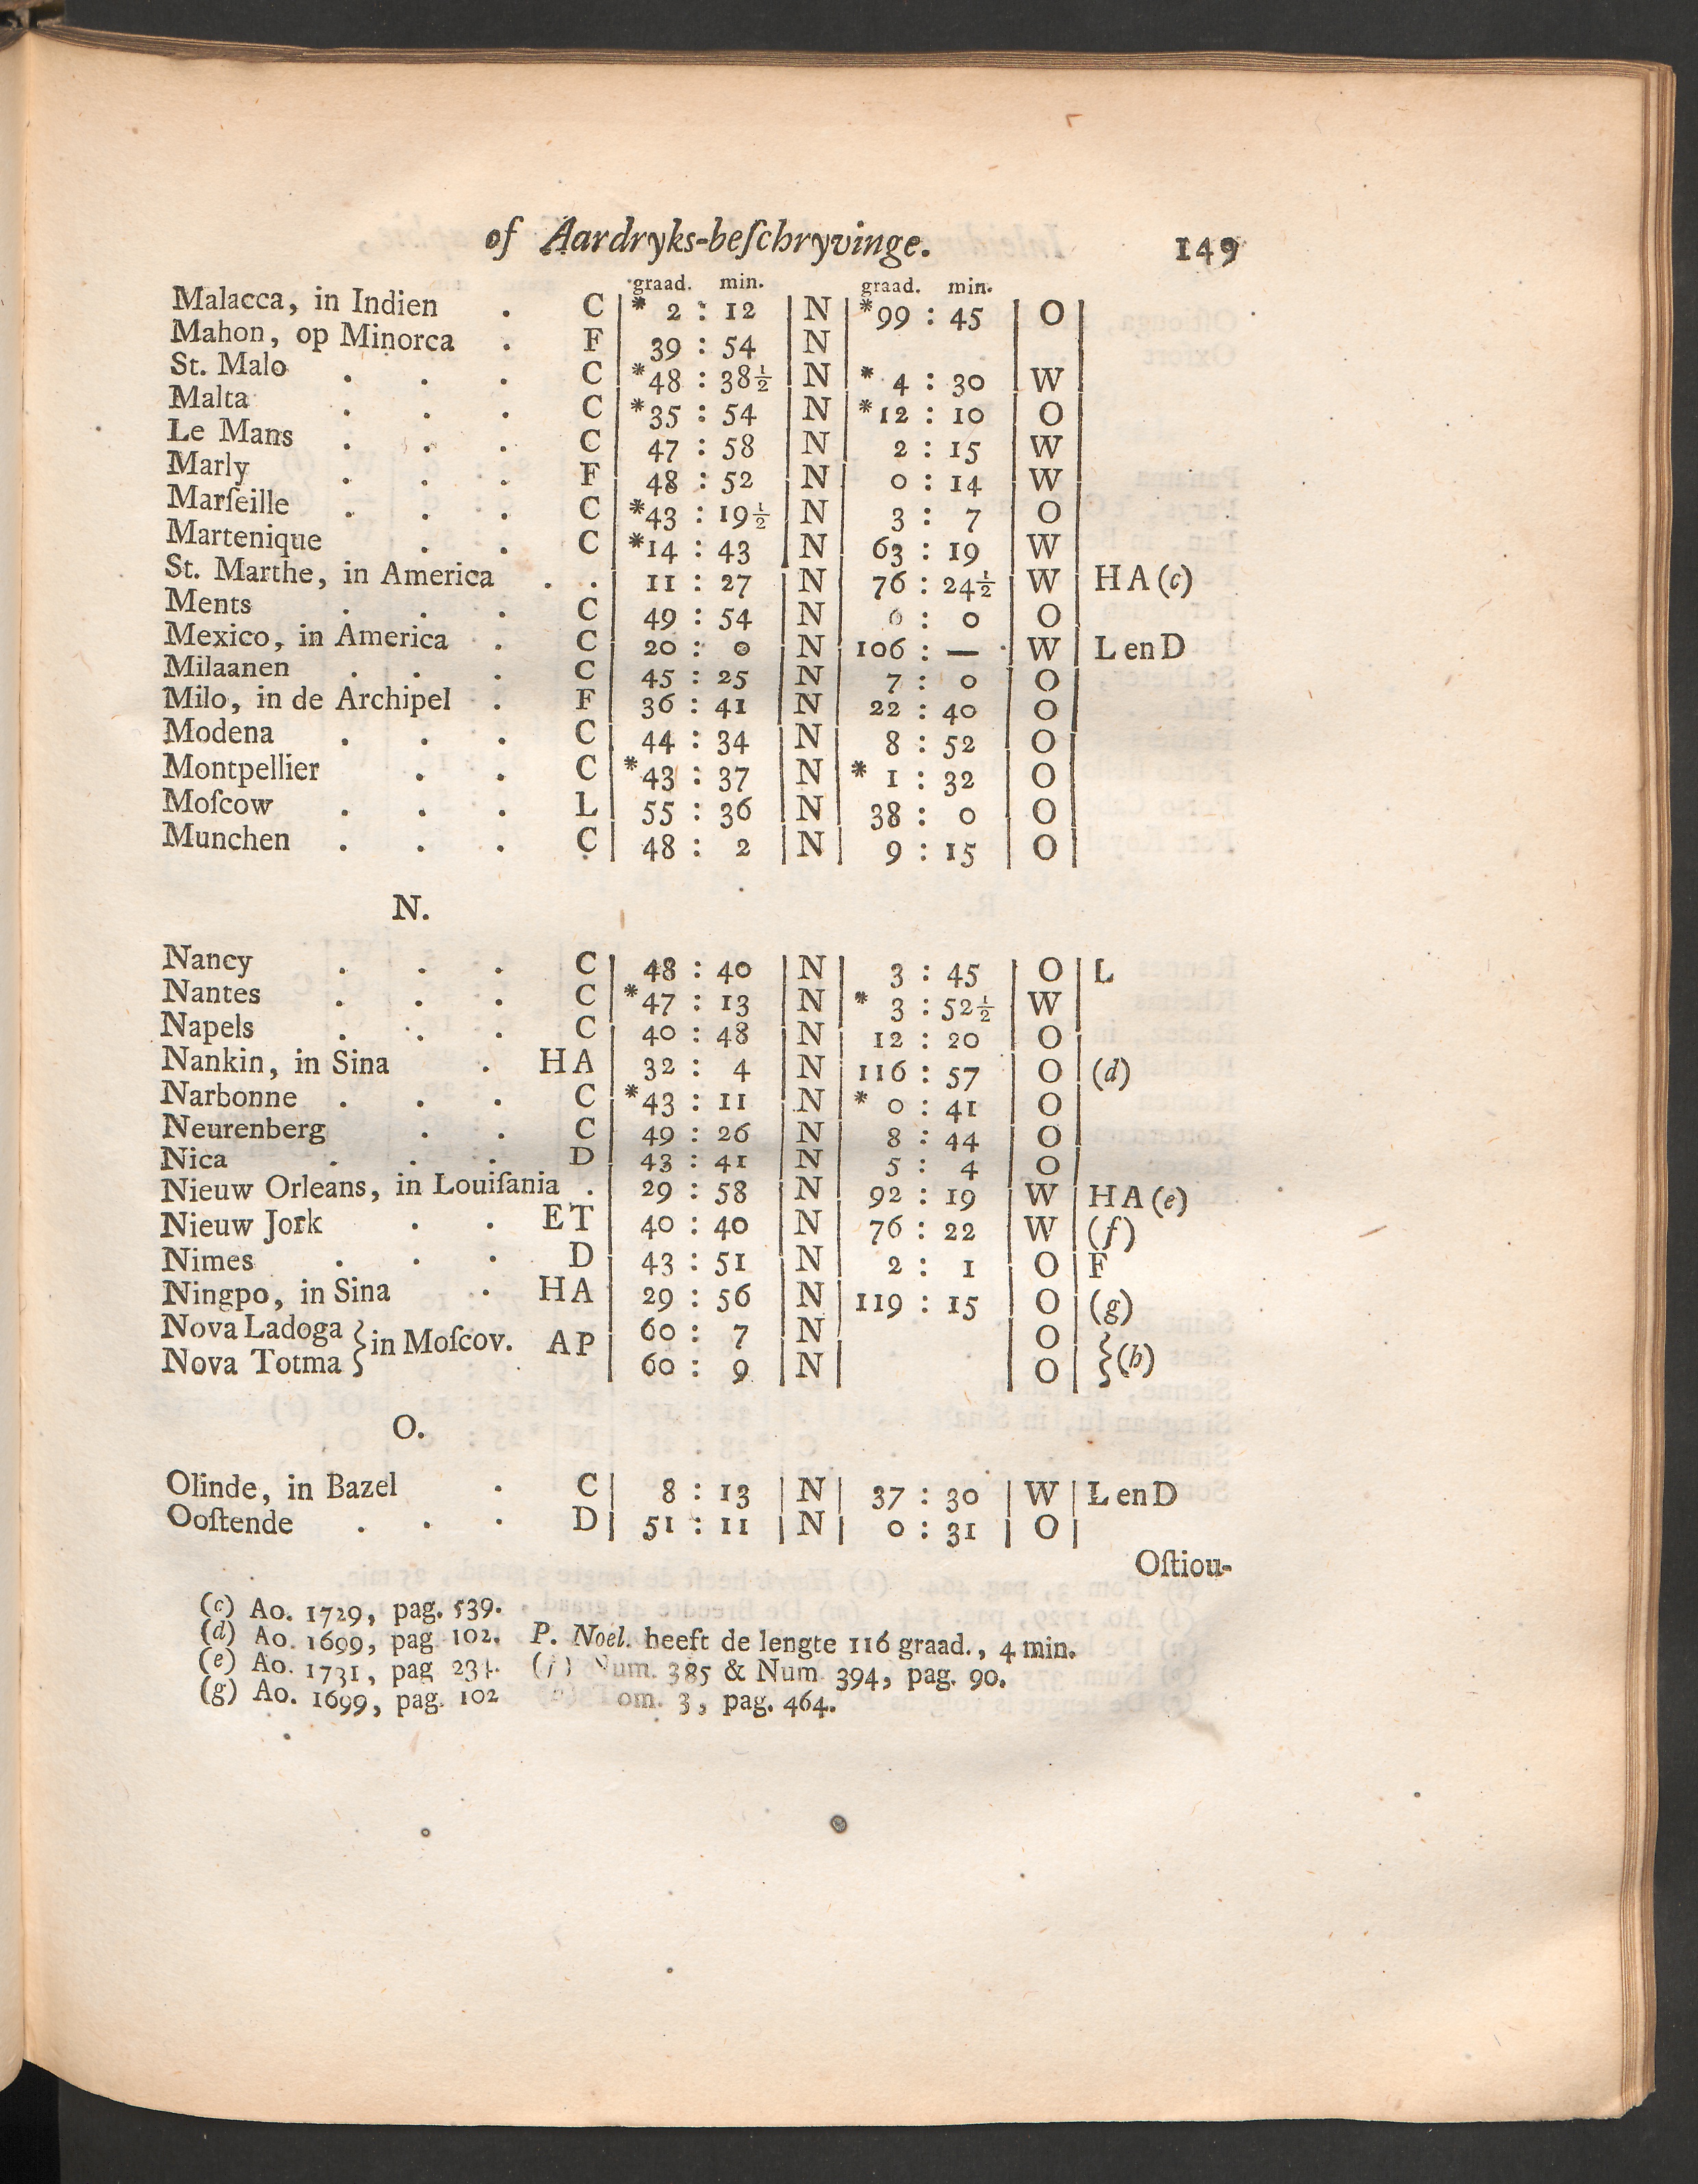 of Aardryks-beſchryvinge. 149
graad. min. graad. min.
Malacca, in Indien . C * 2 : 12 N *99 : 45 O
Mahon, op Minorca . F 39 : 54 N
St. Malo . . . C *48 : 38½ N * 4 : 30 W
Malta . . . C *35 : 54 N *12 : 10 O
Le Mans . . . C 47 : 58 N 2 : 15 W
Marly . . . F 48 : 52 N 0 : 14 W
Marſeille . . . C *43 : 19½ N 3 : 7 O
Martenique . . C *14 : 43 N 63 : 19 W
St. Marthe, in America . . 11 : 27 N 76 : 24½ W HA (c)
Ments . . . C 49 : 54 N 6 : 0 O
Mexico, in America . C 20 : 0 N 106 : — W L en D
Milaanen . . . C 45 : 25 N 7 : 0 O
Milo, in de Archipel . F 36 : 41 N 22 : 40 O
Modena . . . C 44 : 34 N 8 : 52 O
Montpellier . . C *43 : 37 N * 1 : 32 O
Moſcow . . . L 55 : 36 N 38 : 0 O
Munchen . . . C 48 : 2 N 9 : 15 O
N.
Nancy . . . C 48 : 40 N 3 : 45 O L
Nantes . . . C *47 : 13 N * 3 : 52½ W
Napels . . . C 40 : 48 N 12 : 20 O
Nankin, in Sina . HA 32 : 4 N 116 : 57 O (d)
Narbonne . . . C *43 : 11 N * 0 : 41 O
Neurenberg . . C 49 : 26 N 8 : 44 O
Nica . . . D 43 : 41 N 5 : 4 O
Nieuw Orleans, in Louiſania . 29 : 58 N 92 : 19 W HA (e)
Nieuw Jork . . ET 40 : 40 N 76 : 22 W (f)
Nimes . . . D 43 : 51 N 2 : 1 O F
Ningpo, in Sina . HA 29 : 56 N 119 : 15 O (g)
Nova Ladoga } in Moſcov. AP 60 : 7 N O } (h)
Nova Totma } 60 : 9 N O }
O.
Olinde, in Bazel . C 8 : 13 N 37 : 30 W L en D
Ooſtende . . . D 51 : 11 N 0 : 31 O
Oſtiou-
(c) Ao. 1729, pag. 539.
(d) Ao. 1699, pag. 102. P. Noel. heeft de lengte 116 graad., 4 min.
(e) Ao. 1731, pag 234. (f) Num. 385 & Num 394, pag. 90.
(g) Ao. 1699, pag. 102 Tom. 3, pag. 464.